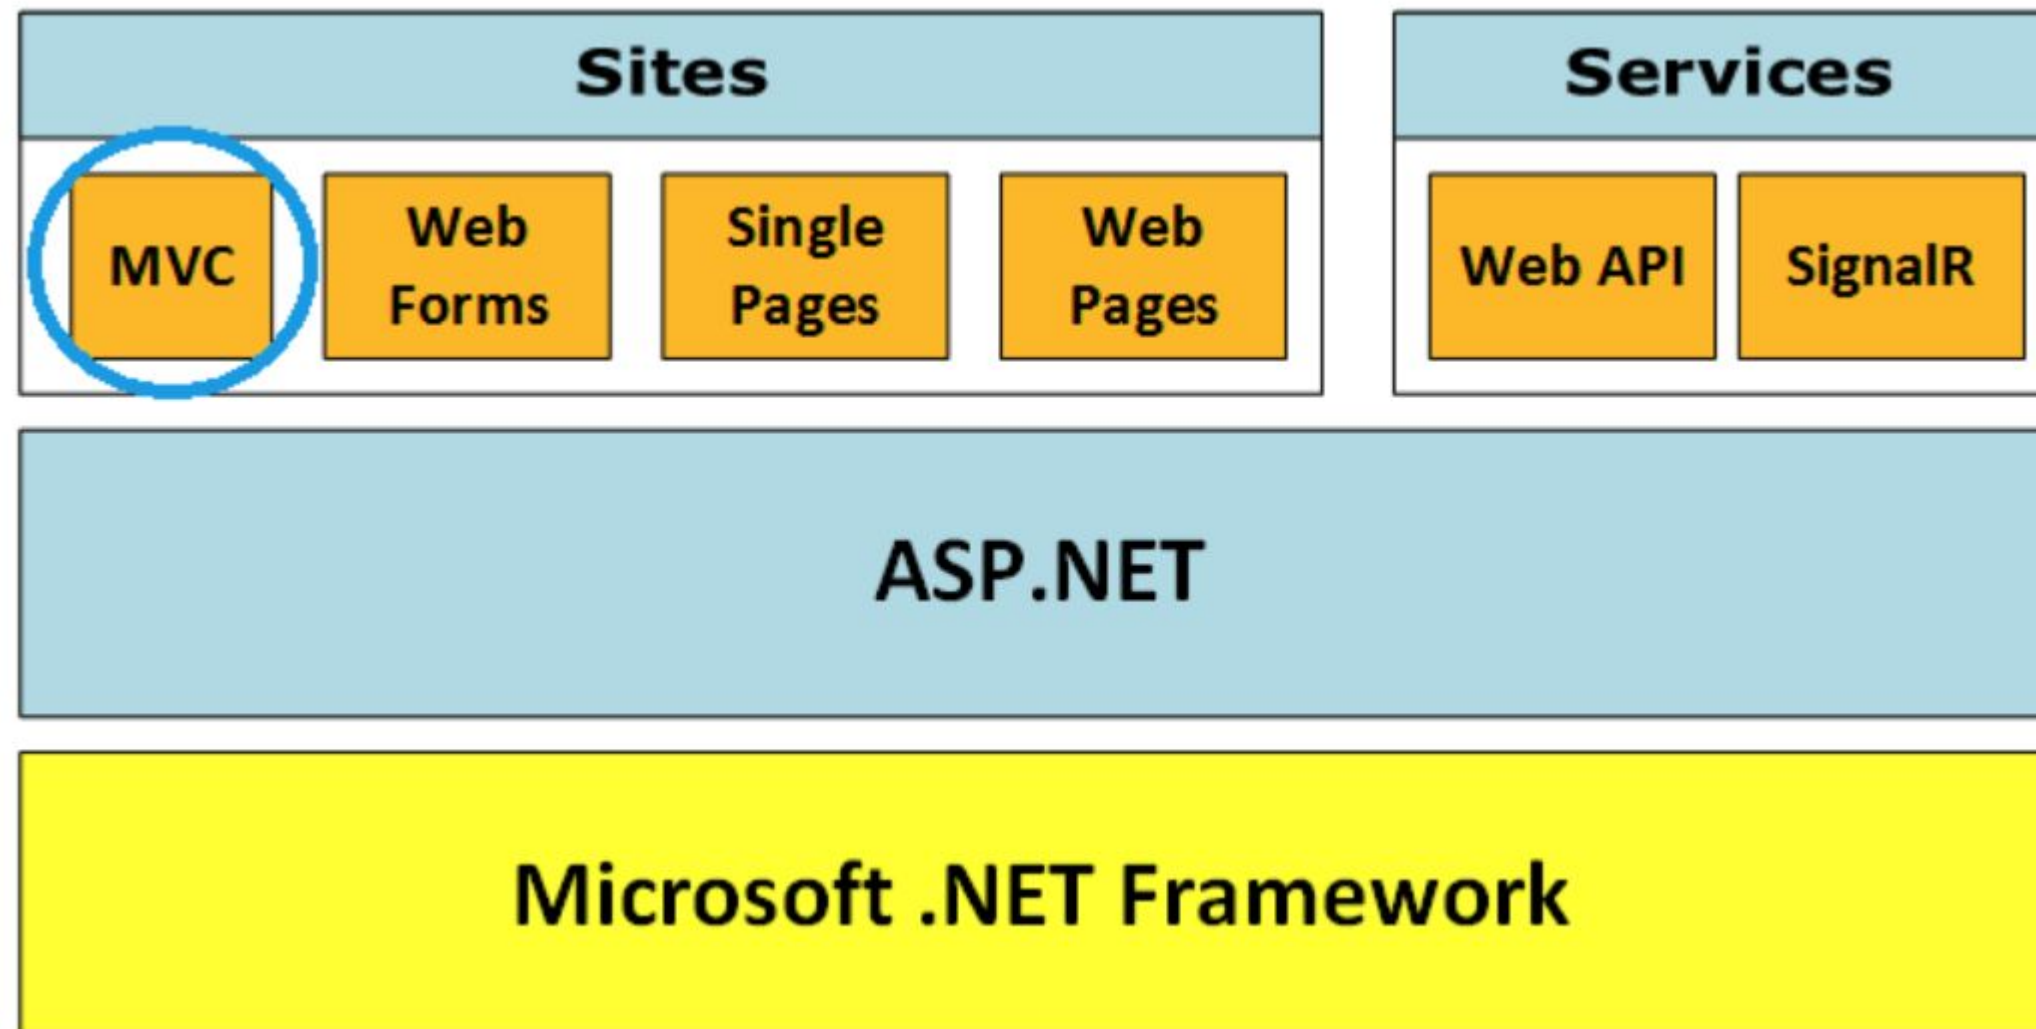 Sites
Services
MVC
Web
Forms
Single
Pages
Web
Pages
Web API
SignalR
ASP.NET
Microsoft .NET Framework